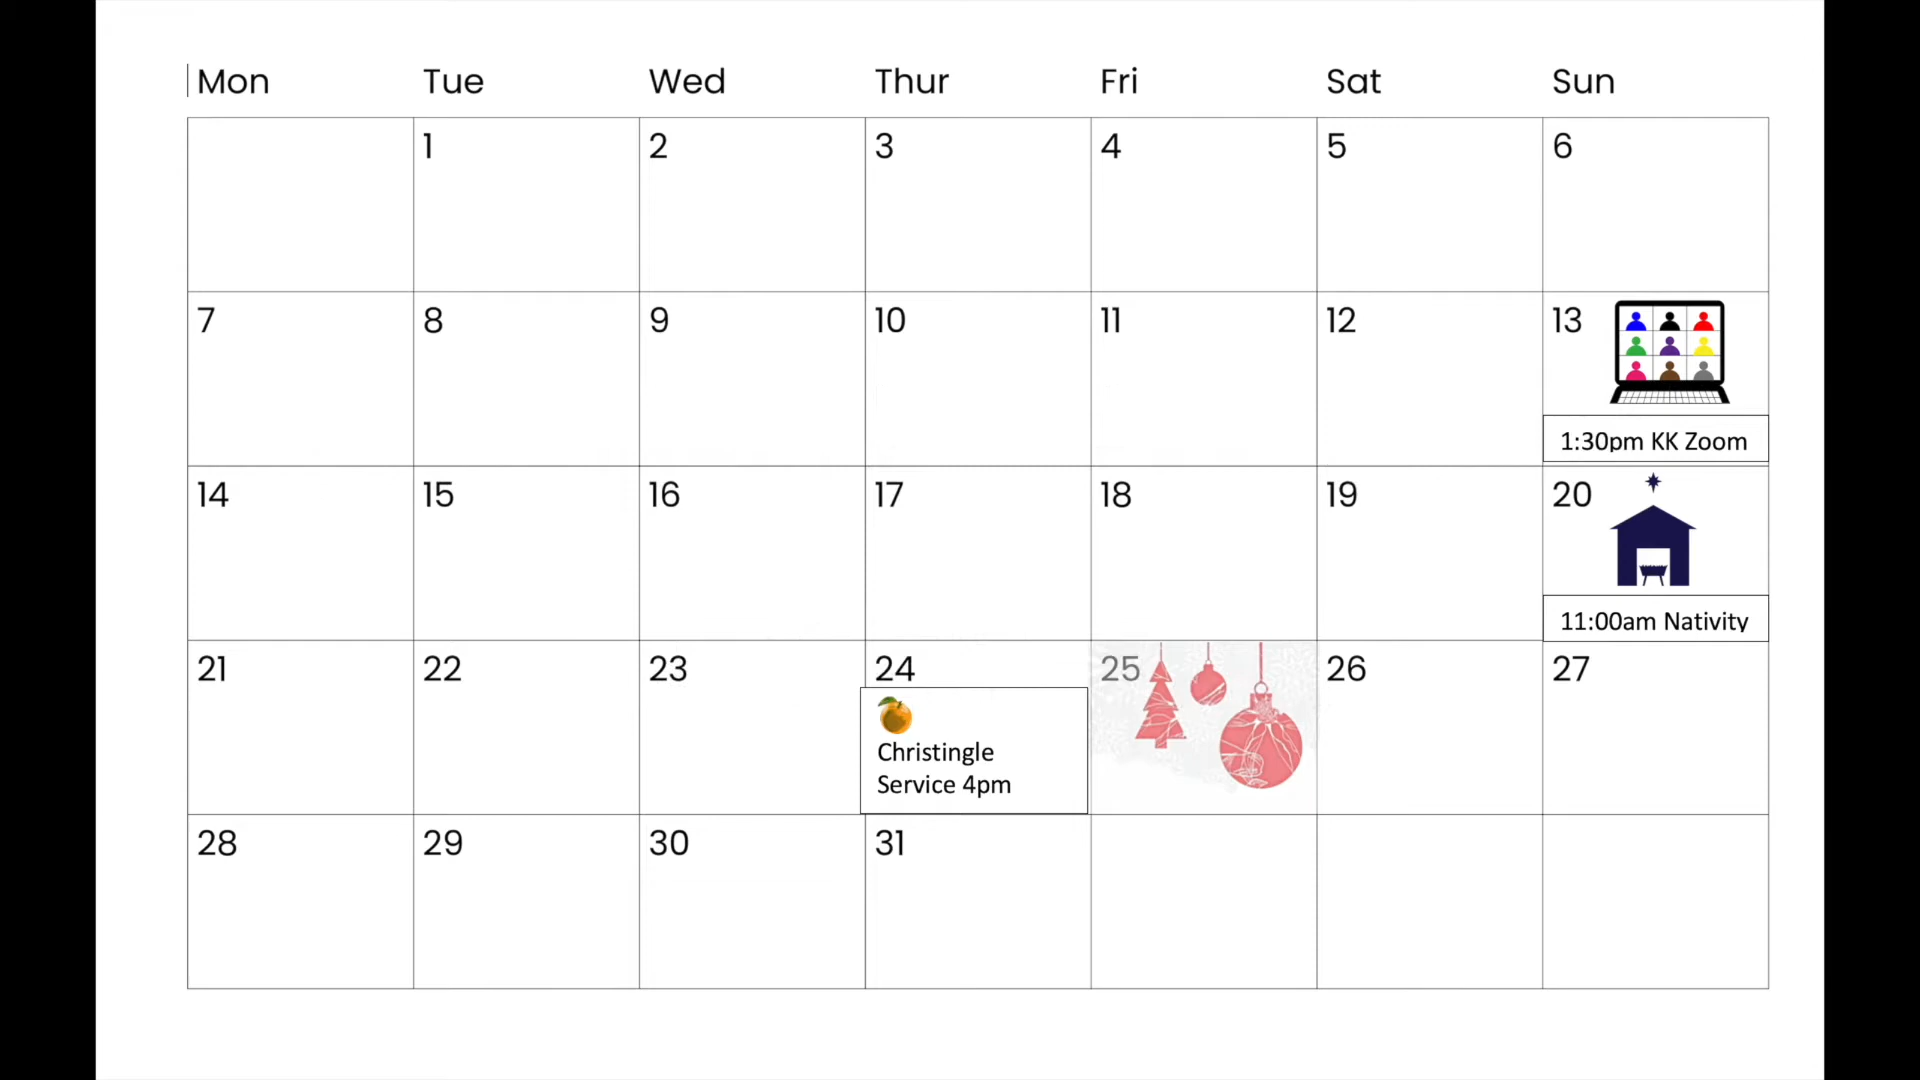 Mon Tue Wed Thur Fri Sat Sun
1 2 3 4 5 6
7 8 9 10 11 12 13
1:30pm KK Zoom
14 15 16 17 18 19 20
11:00am Nativity
21 22 23 24 25 26 27
Christingle
Service 4pm
28 29 30 31